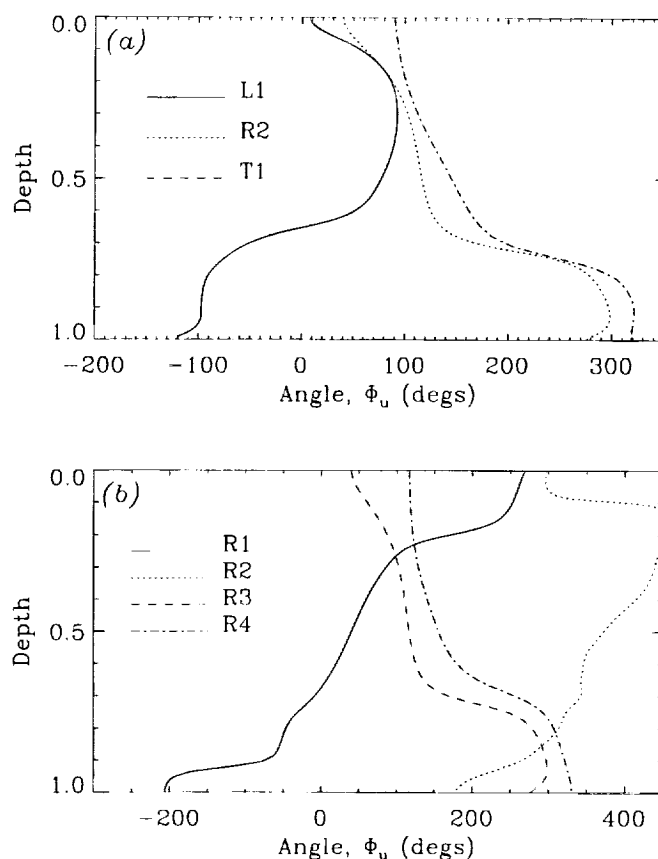 (a)
0.0
0.5
1.0
Depth
L1
R2
T1
−200
−100
0
100
200
300
Angle, Φu (degs)
(b)
0.0
0.5
1.0
Depth
R1
R2
R3
R4
−200
0
200
400
Angle, Φu (degs)